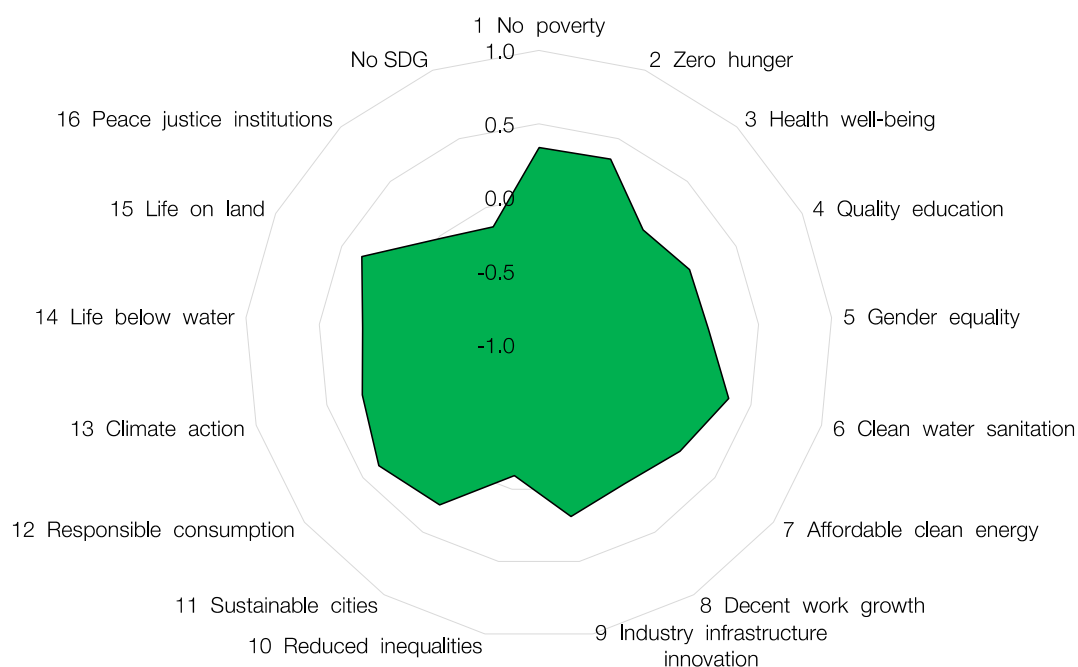 1 No poverty
2 Zero hunger
3 Health well-being
4 Quality education
5 Gender equality
6 Clean water sanitation
7 Affordable clean energy
8 Decent work growth
9 Industry infrastructure
innovation
10 Reduced inequalities
11 Sustainable cities
12 Responsible consumption
13 Climate action
14 Life below water
15 Life on land
16 Peace justice institutions
No SDG
1.0
0.5
0.0
-0.5
-1.0